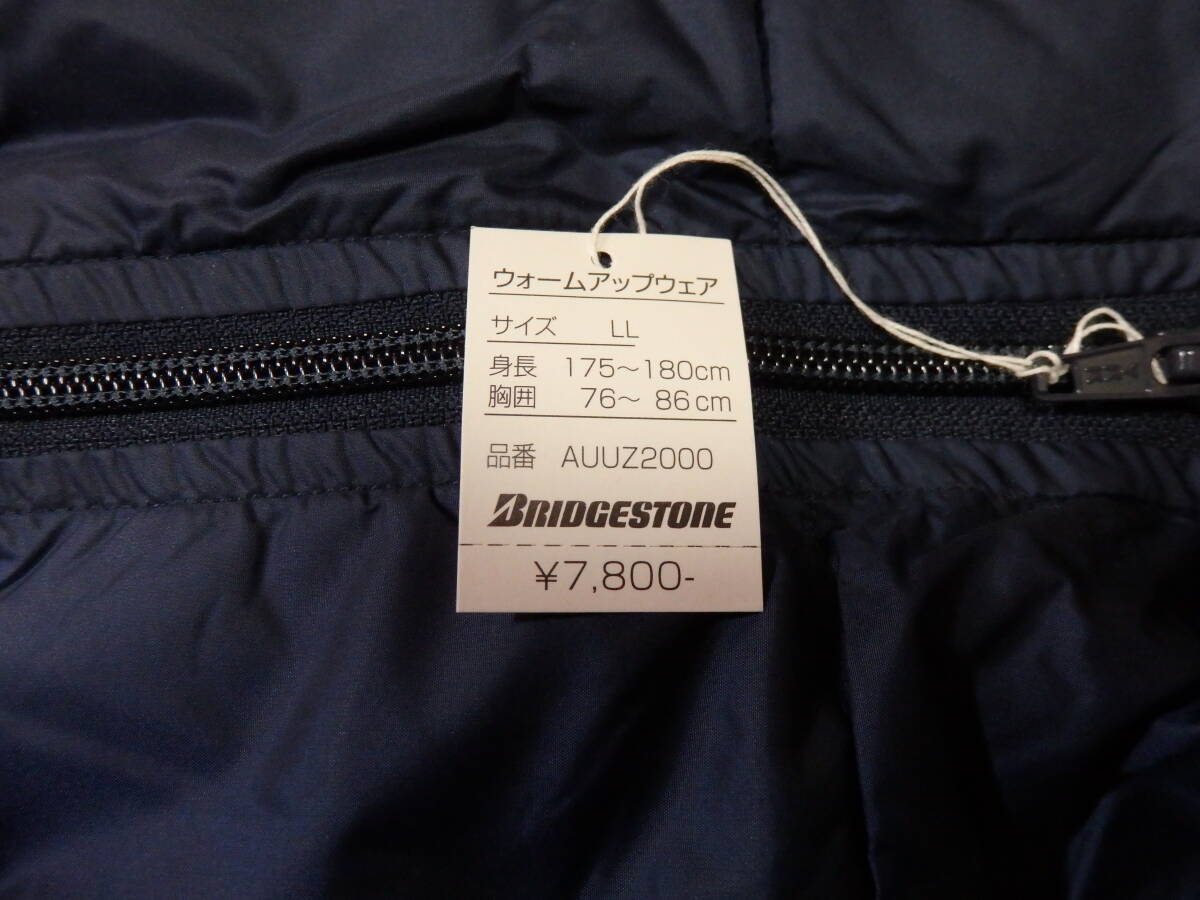 ウォームアップウェア
サイズ LL
身長 175～180cm
胸囲 76～ 86cm
品番 AUUZ2000
BRIDGESTONE
¥7,800-